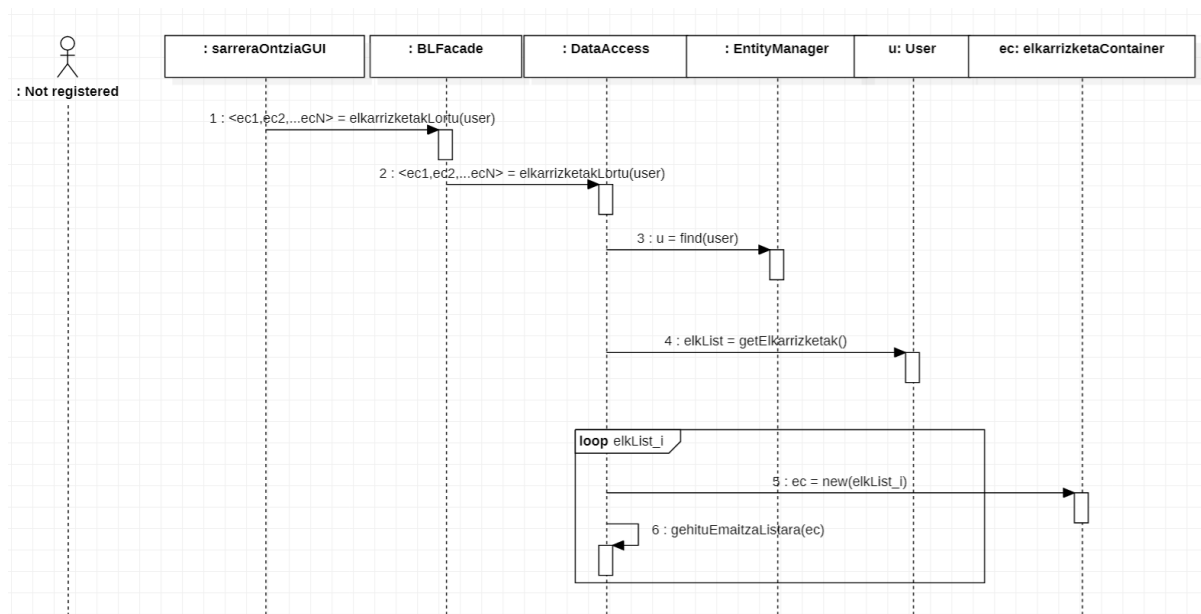 : sarreraOntziaGUI
: BLFacade
: DataAccess
: EntityManager
u: User
ec: elkarrizketaContainer
: Not registered
1 : <ec1,ec2,...ecN> = elkarrizketakLortu(user)
2 : <ec1,ec2,...ecN> = elkarrizketakLortu(user)
3 : u = find(user)
4 : elkList = getElkarrizketak()
loop elkList_i
5 : ec = new(elkList_i)
6 : gehituEmaitzaListara(ec)